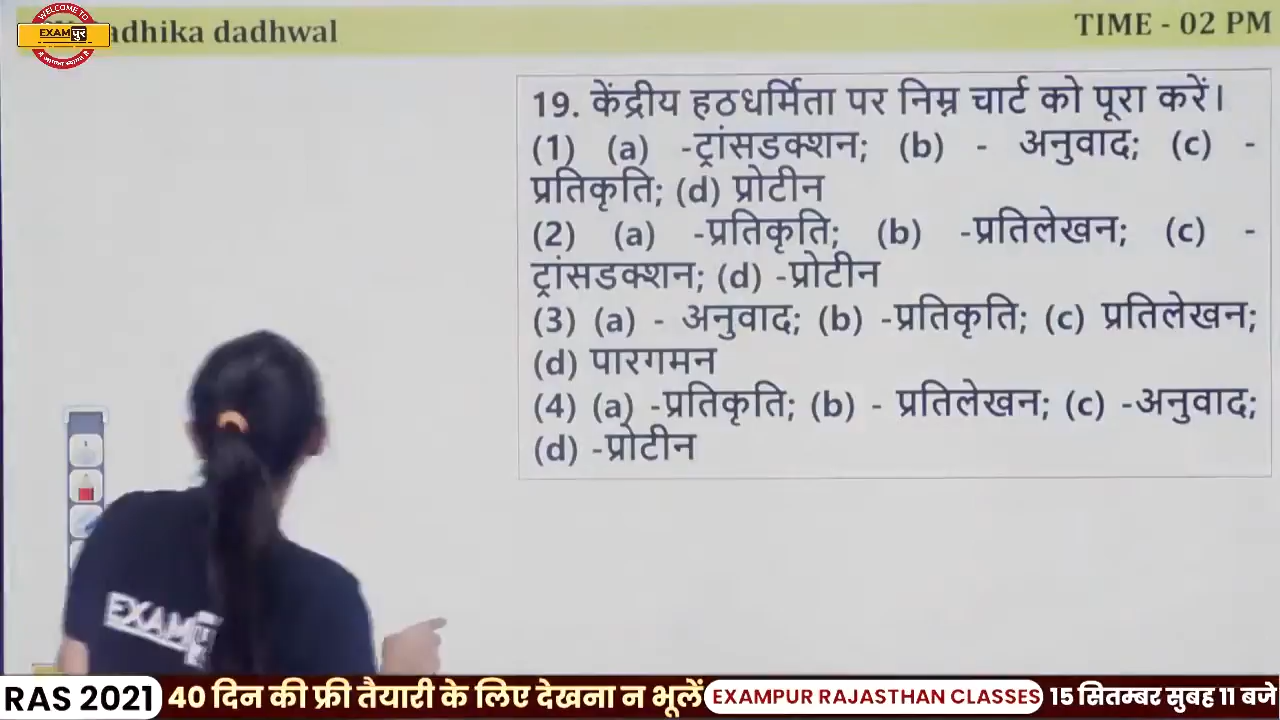 adhika dadhwal
TIME - 02 PM
EXAMपुर
19. केंद्रीय हठधर्मिता पर निम्न चार्ट को पूरा करें।
(1) (a) -ट्रांसडक्शन; (b) - अनुवाद; (c) -
प्रतिकृति; (d) प्रोटीन
(2) (a) -प्रतिकृति; (b) -प्रतिलेखन; (c) -
ट्रांसडक्शन; (d) -प्रोटीन
(3) (a) - अनुवाद; (b) -प्रतिकृति; (c) प्रतिलेखन;
(d) पारगमन
(4) (a) -प्रतिकृति; (b) - प्रतिलेखन; (c) -अनुवाद;
(d) -प्रोटीन
EXAMपुर
RAS 2021 40 दिन की फ्री तैयारी के लिए देखना न भूलें EXAMPUR RAJASTHAN CLASSES 15 सितम्बर सुबह 11 बजे